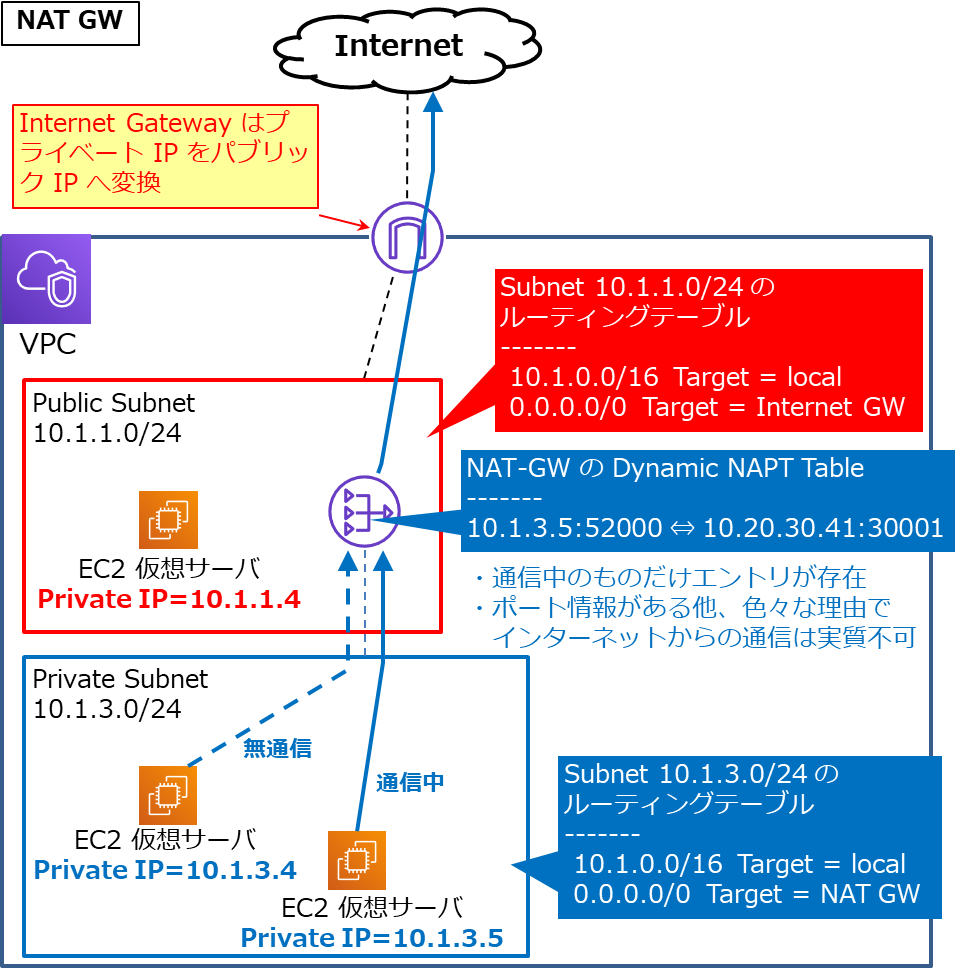 NAT GW
Internet
Internet Gateway はプ
ライベート IP をパブリッ
ク IP へ変換
VPC
Subnet 10.1.1.0/24 の
ルーティングテーブル
-------
10.1.0.0/16 Target = local
0.0.0.0/0 Target = Internet GW
Public Subnet
10.1.1.0/24
NAT-GW の Dynamic NAPT Table
-------
10.1.3.5:52000 ⇔ 10.20.30.41:30001
EC2 仮想サーバ
Private IP=10.1.1.4
・通信中のものだけエントリが存在
・ポート情報がある他、色々な理由で
インターネットからの通信は実質不可
Private Subnet
10.1.3.0/24
無通信
通信中
EC2 仮想サーバ
Private IP=10.1.3.4
EC2 仮想サーバ
Private IP=10.1.3.5
Subnet 10.1.3.0/24 の
ルーティングテーブル
-------
10.1.0.0/16 Target = local
0.0.0.0/0 Target = NAT GW